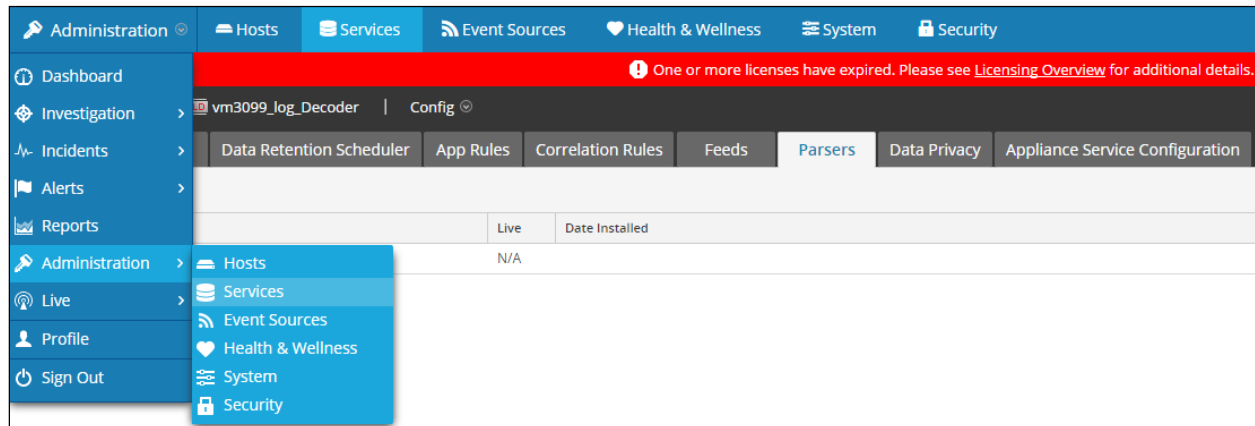 Administration Hosts Services Event Sources Health & Wellness System Security
Dashboard
One or more licenses have expired. Please see Licensing Overview for additional details.
Investigation
LD vm3099_log_Decoder | Config
Incidents
Data Retention Scheduler App Rules Correlation Rules Feeds Parsers Data Privacy Appliance Service Configuration
Alerts
Reports
Live Date Installed
Administration
N/A
Hosts
Services
Event Sources
Health & Wellness
System
Security
Live
Profile
Sign Out